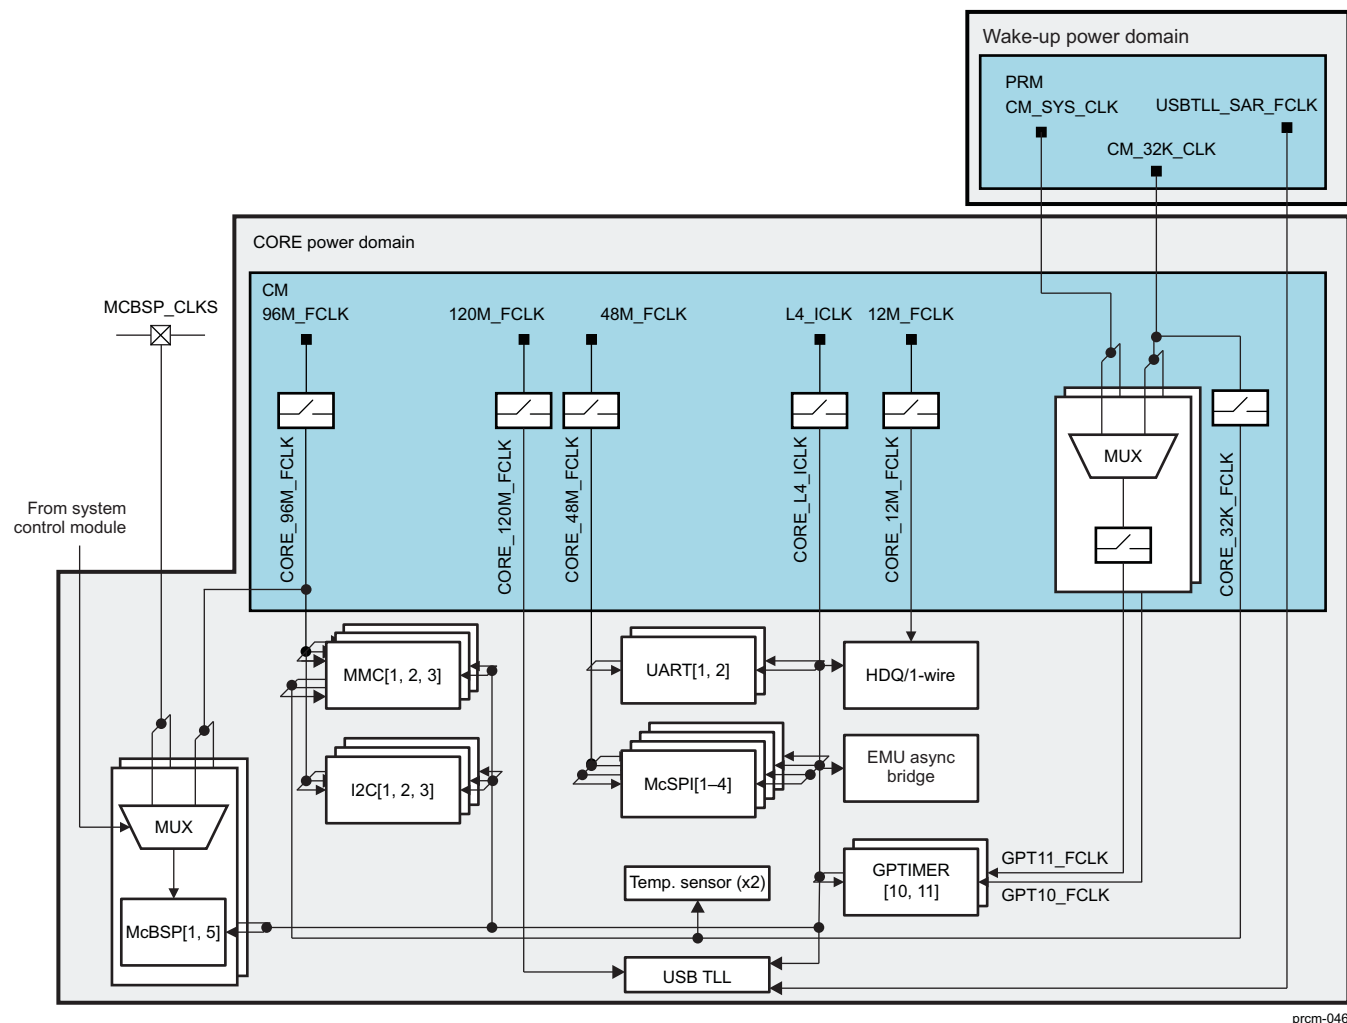 Wake-up power domain
PRM
CM_SYS_CLK
USBTLL_SAR_FCLK
CM_32K_CLK
CORE power domain
CM
MCBSP_CLKS
96M_FCLK
120M_FCLK
48M_FCLK
L4_ICLK
12M_FCLK
CORE_96M_FCLK
CORE_120M_FCLK
CORE_48M_FCLK
CORE_L4_ICLK
CORE_12M_FCLK
MUX
CORE_32K_FCLK
From system
control module
MMC[1, 2, 3]
UART[1, 2]
HDQ/1-wire
I2C[1, 2, 3]
McSPI[1–4]
EMU async
bridge
MUX
GPTIMER
[10, 11]
GPT11_FCLK
GPT10_FCLK
Temp. sensor (x2)
McBSP[1, 5]
USB TLL
prcm-046